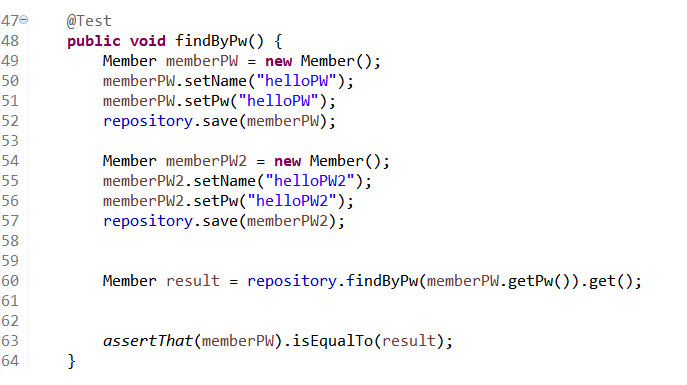 47 @Test
48 public void findByPw() {
49 Member memberPW = new Member();
50 memberPW.setName("helloPW");
51 memberPW.setPw("helloPW");
52 repository.save(memberPW);
53
54 Member memberPW2 = new Member();
55 memberPW2.setName("helloPW2");
56 memberPW2.setPw("helloPW2");
57 repository.save(memberPW2);
58
59
60 Member result = repository.findByPw(memberPW.getPw()).get();
61
62
63 assertThat(memberPW).isEqualTo(result);
64 }